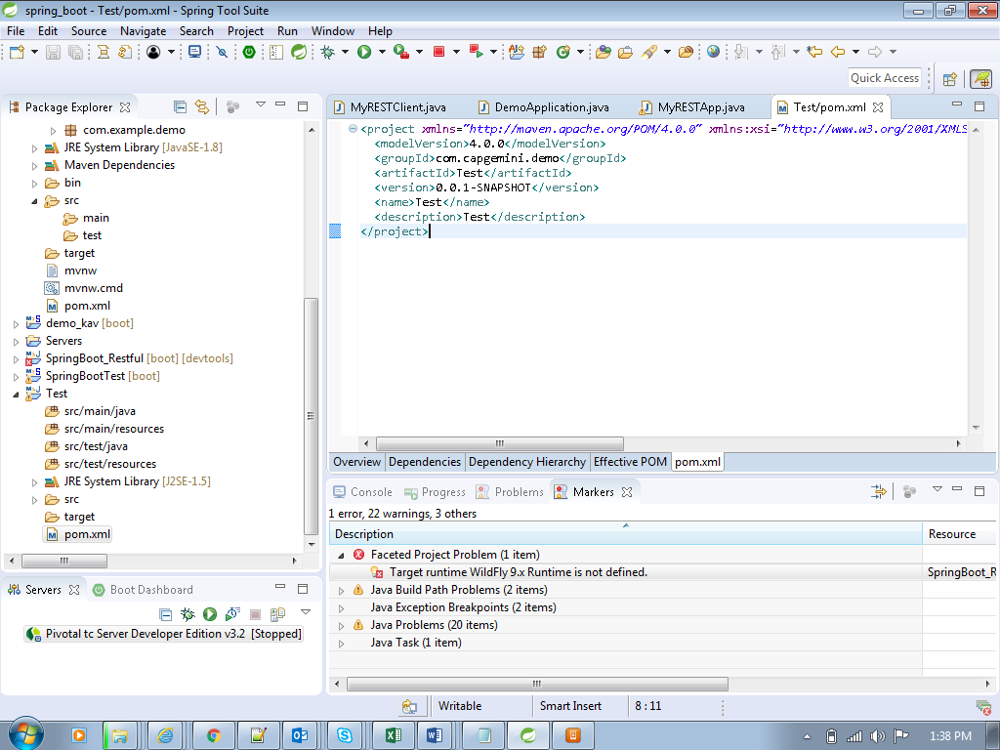 spring_boot - Test/pom.xml - Spring Tool Suite
File Edit Source Navigate Search Project Run Window Help
Quick Access
Package Explorer
com.example.demo
JRE System Library [JavaSE-1.8]
Maven Dependencies
bin
src
main
test
target
mvnw
mvnw.cmd
pom.xml
demo_kav [boot]
Servers
SpringBoot_Restful [boot] [devtools]
SpringBootTest [boot]
Test
src/main/java
src/main/resources
src/test/java
src/test/resources
JRE System Library [J2SE-1.5]
src
target
pom.xml
MyRESTClient.java DemoApplication.java MyRESTApp.java Test/pom.xml
<project xmlns="http://maven.apache.org/POM/4.0.0" xmlns:xsi="http://www.w3.org/2001/XMLS
<modelVersion>4.0.0</modelVersion>
<groupId>com.capgemini.demo</groupId>
<artifactId>Test</artifactId>
<version>0.0.1-SNAPSHOT</version>
<name>Test</name>
<description>Test</description>
</project>
Overview Dependencies Dependency Hierarchy Effective POM pom.xml
Console Progress Problems Markers
1 error, 22 warnings, 3 others
Description Resource
Faceted Project Problem (1 item)
Target runtime WildFly 9.x Runtime is not defined. SpringBoot_R
Java Build Path Problems (2 items)
Java Exception Breakpoints (2 items)
Java Problems (20 items)
Java Task (1 item)
Servers Boot Dashboard
Pivotal tc Server Developer Edition v3.2 [Stopped]
Writable Smart Insert 8 : 11
1:38 PM